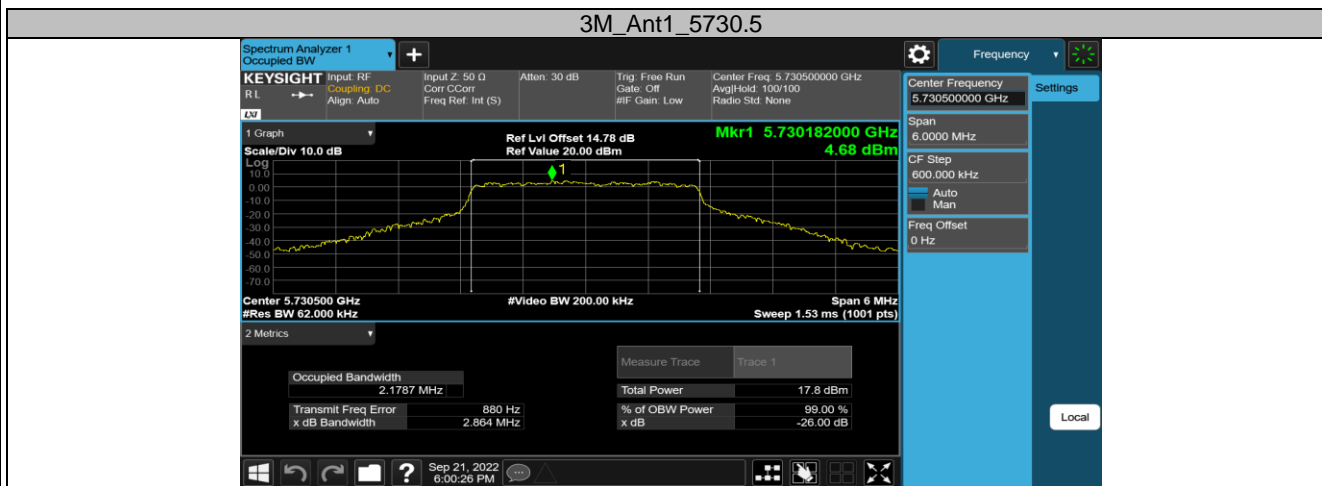 3M_Ant1_5730.5
Spectrum Analyzer 1
Occupied BW
Frequency
KEYSIGHT
R L
LXI
Input: RF
Coupling: DC
Align: Auto
Input Z: 50 Ω
Corr CCorr
Freq Ref: Int (S)
Atten: 30 dB
Trig: Free Run
Gate: Off
#IF Gain: Low
Center Freq: 5.730500000 GHz
Avg|Hold: 100/100
Radio Std: None
Center Frequency
5.730500000 GHz
Settings
Span
6.0000 MHz
CF Step
600.000 kHz
Auto
Man
Freq Offset
0 Hz
Local
1 Graph
Scale/Div 10.0 dB
Ref Lvl Offset 14.78 dB
Ref Value 20.00 dBm
Mkr1 5.730182000 GHz
4.68 dBm
Log
1
10.0
0.00
-10.0
-20.0
-30.0
-40.0
-50.0
-60.0
-70.0
Center 5.730500 GHz
#Res BW 62.000 kHz
#Video BW 200.00 kHz
Span 6 MHz
Sweep 1.53 ms (1001 pts)
2 Metrics
Measure Trace Trace 1
Occupied Bandwidth
2.1787 MHz
Total Power 17.8 dBm
Transmit Freq Error 880 Hz
% of OBW Power 99.00 %
x dB Bandwidth 2.864 MHz
x dB -26.00 dB
?
Sep 21, 2022
6:00:26 PM